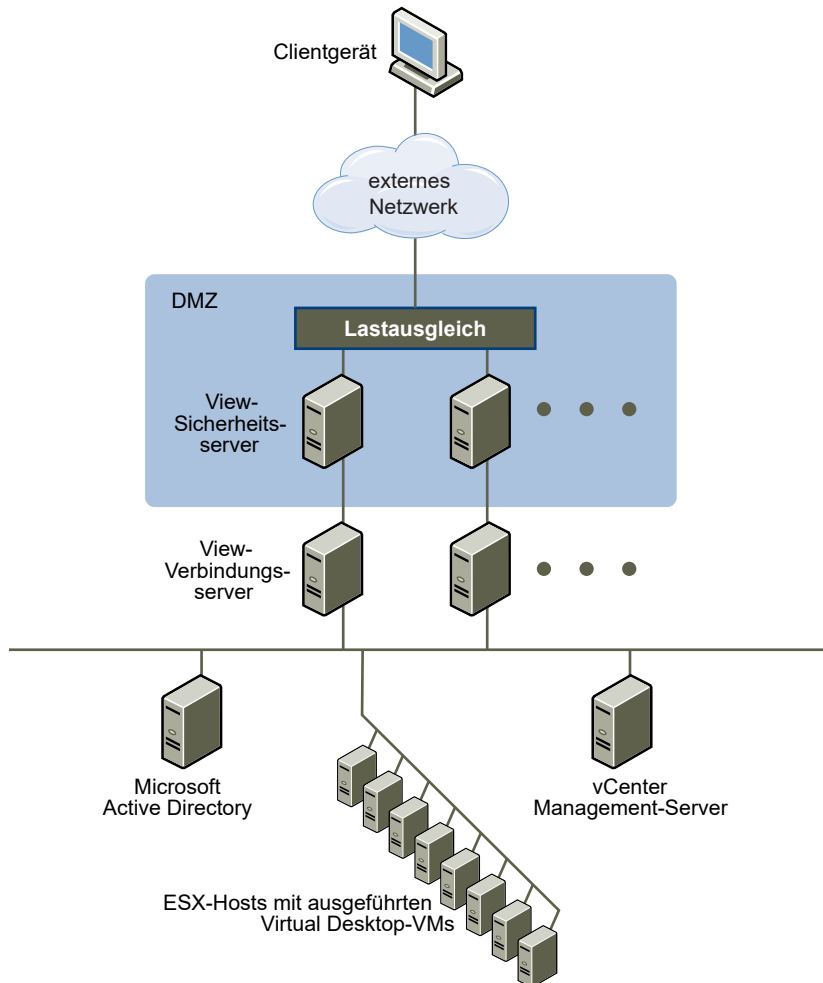 Clientgerät
externes
Netzwerk
DMZ
Lastausgleich
View-
Sicherheits-
server
View-
Verbindungs-
server
Microsoft
Active Directory
vCenter
Management-Server
ESX-Hosts mit ausgeführten
Virtual Desktop-VMs